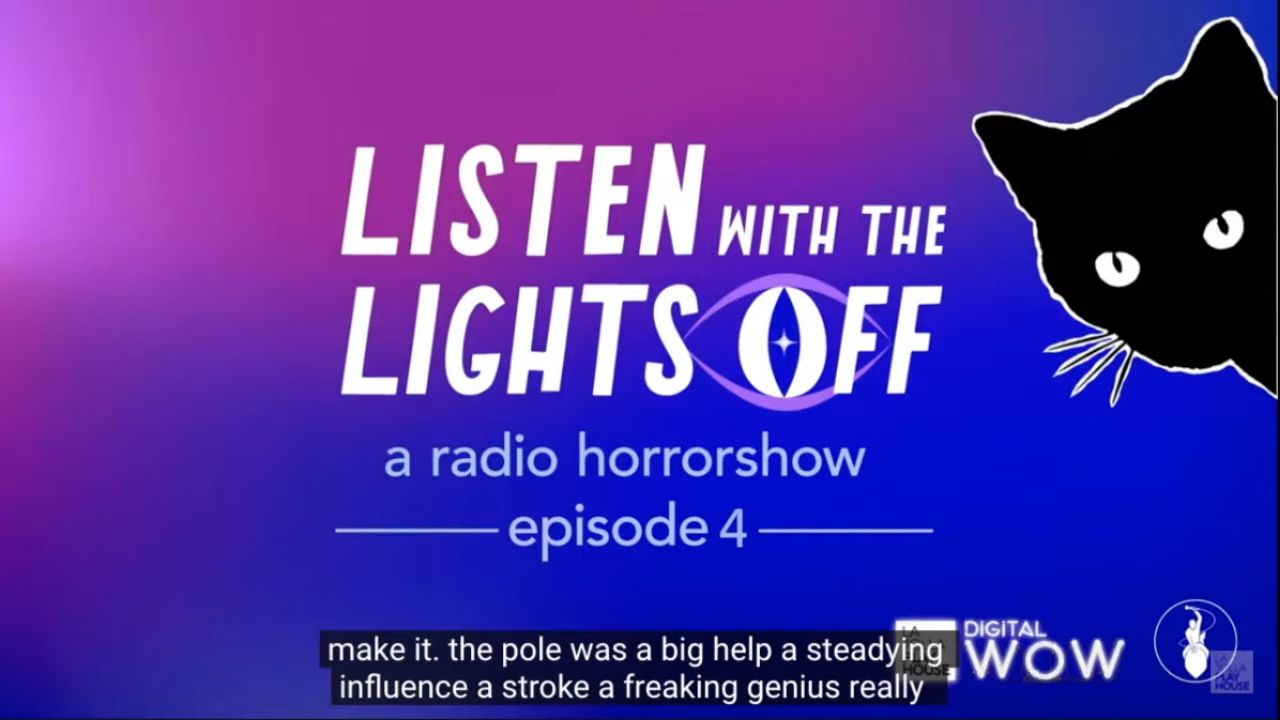 LISTEN WITH THE
LIGHTS OFF
a radio horrorshow
episode 4
make it. the pole was a big help a steadying
influence a stroke a freaking genius really
DIGITAL
WOW
HOUSE